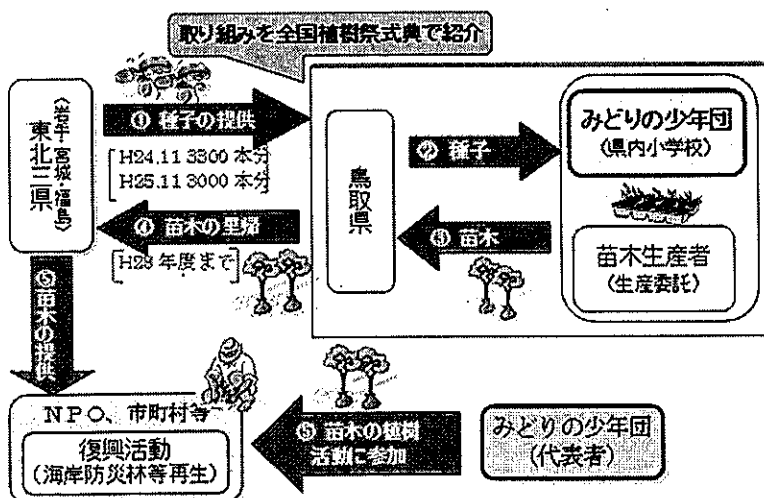 取り組みを全国植樹祭式典で紹介
東北三県
〈岩手・宮城・福島〉
① 種子の提供
H24.11 3300 本分
H25.11 3000 本分
④ 苗木の里帰
H28 年度まで
鳥取県
② 種子
③ 苗木
みどりの少年団
(県内小学校)
苗木生産者
(生産委託)
⑤苗木の提供
NPO、市町村等
復興活動
(海岸防災林等再生)
⑤ 苗木の植樹
活動に参加
みどりの少年団
(代表者)